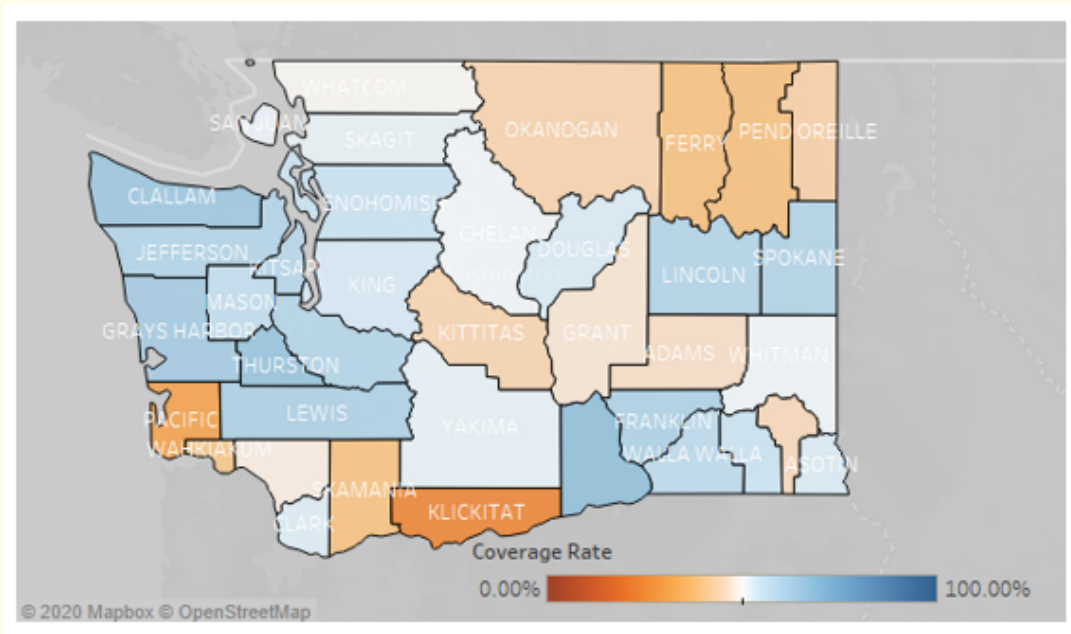 WHATCOM
SAN JUAN
SKAGIT
OKANOGAN
FERRY
PEND OREILLE
CLALLAM
SNOHOMISH
CHELAN
DOUGLAS
JEFFERSON
KITSAP
KING
LINCOLN
SPOKANE
MASON
GRAYS HARBOR
KITTITAS
GRANT
ADAMS
WHITMAN
THURSTON
PACIFIC
LEWIS
YAKIMA
FRANKLIN
WAHKIAKUM
WALLA WALLA
ASOTIN
SKAMANIA
CLARK
KLICKITAT
Coverage Rate
0.00%
100.00%
© 2020 Mapbox © OpenStreetMap